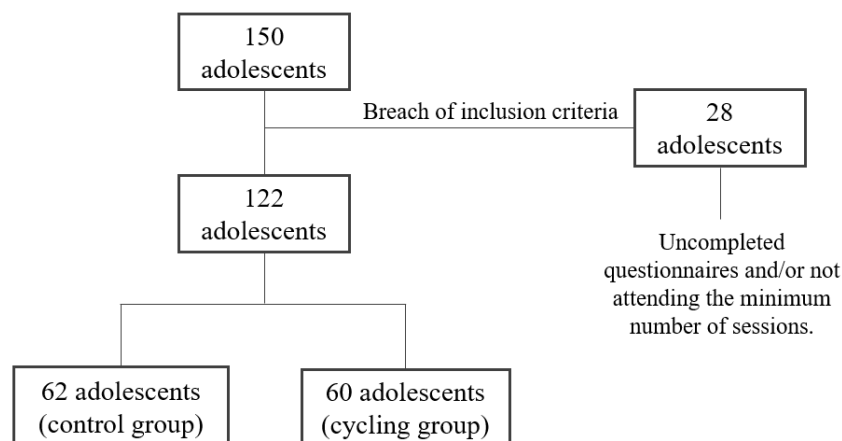 150
adolescents
Breach of inclusion criteria
28
adolescents
122
adolescents
Uncompleted
questionnaires and/or not
attending the minimum
number of sessions.
62 adolescents
(control group)
60 adolescents
(cycling group)